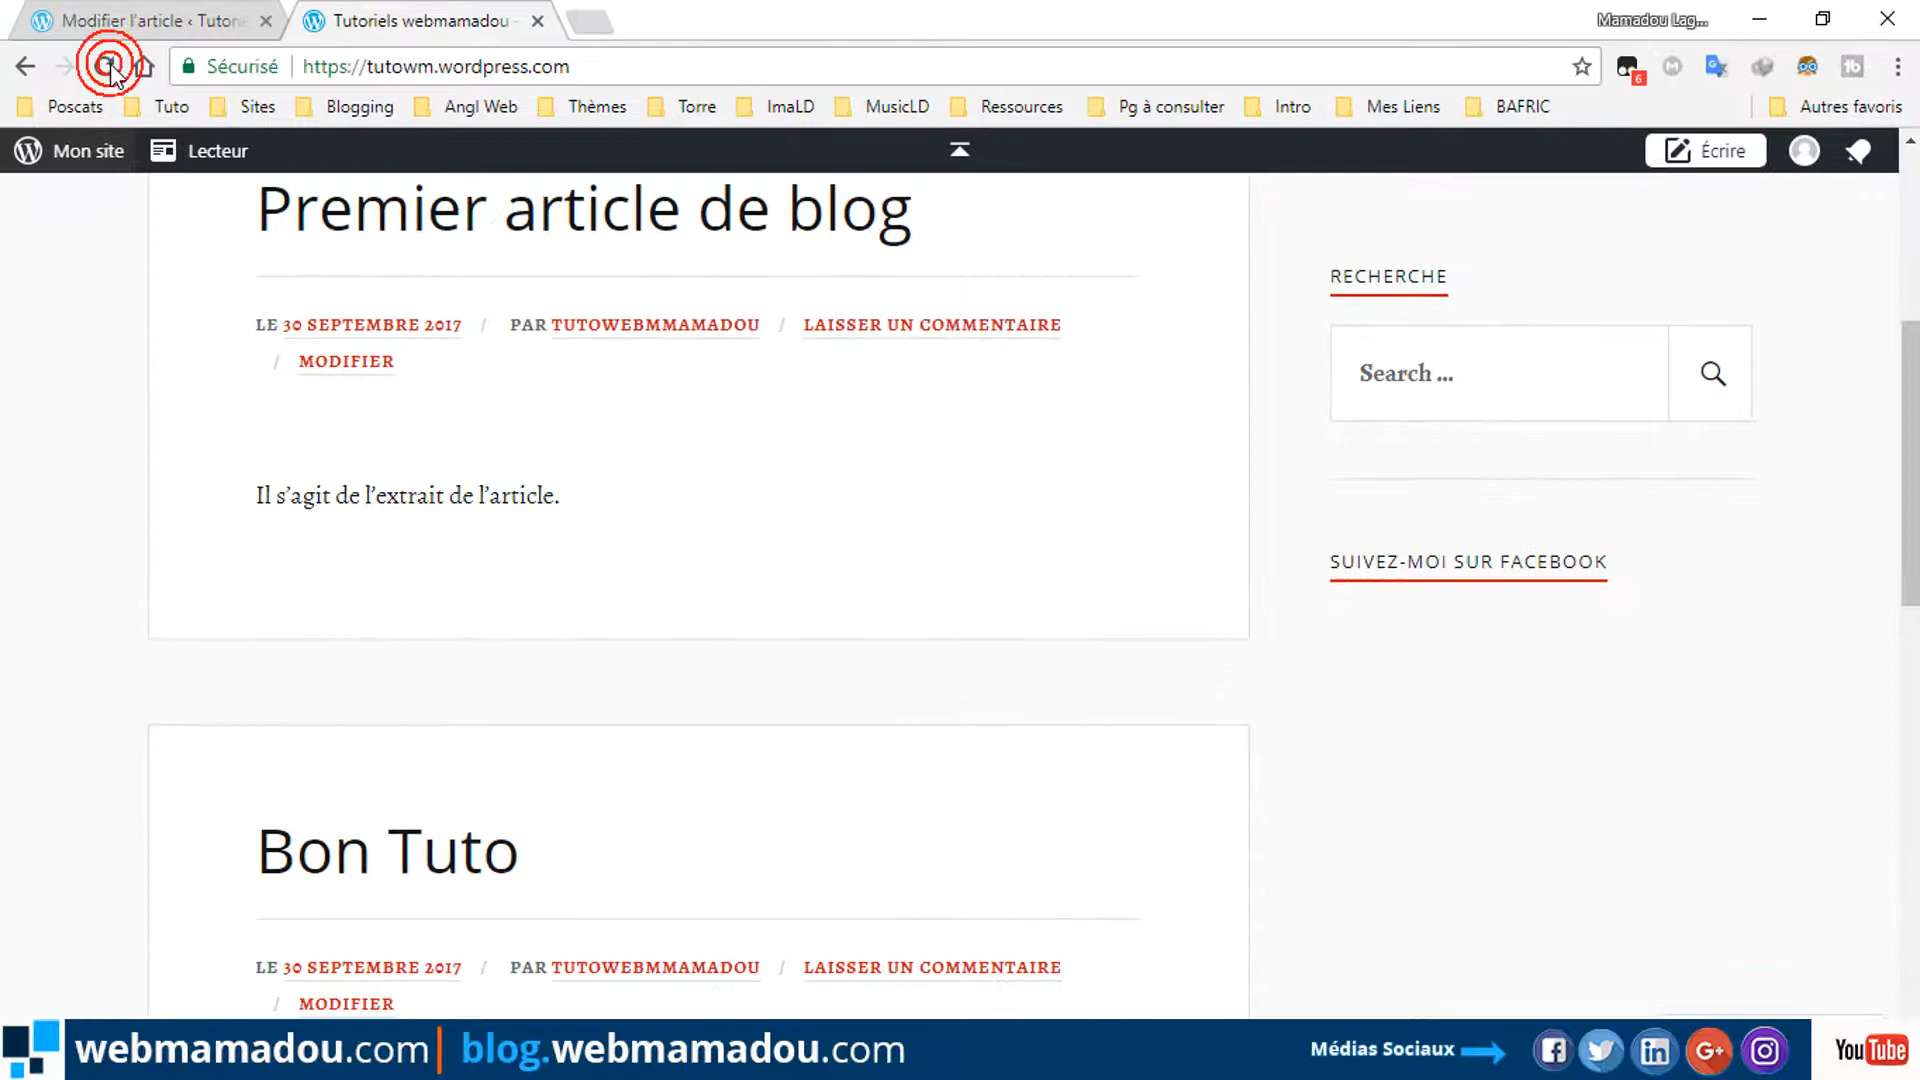 Modifier l'article ‹ Tutorie
Tutoriels webmamadou -
Mamadou Lag...
Sécurisé
https://tutowm.wordpress.com
6
Poscats
Tuto
Sites
Blogging
Angl Web
Thèmes
Torre
ImaLD
MusicLD
Ressources
Pg à consulter
Intro
Mes Liens
BAFRIC
Autres favoris
Mon site
Lecteur
Écrire
Premier article de blog
LE 30 SEPTEMBRE 2017 / PAR TUTOWEBMMAMADOU / LAISSER UN COMMENTAIRE
/ MODIFIER
Il s'agit de l'extrait de l'article.
RECHERCHE
Search ...
SUIVEZ-MOI SUR FACEBOOK
Bon Tuto
LE 30 SEPTEMBRE 2017 / PAR TUTOWEBMMAMADOU / LAISSER UN COMMENTAIRE
/ MODIFIER
webmamadou.com | blog.webmamadou.com
Médias Sociaux
YouTube